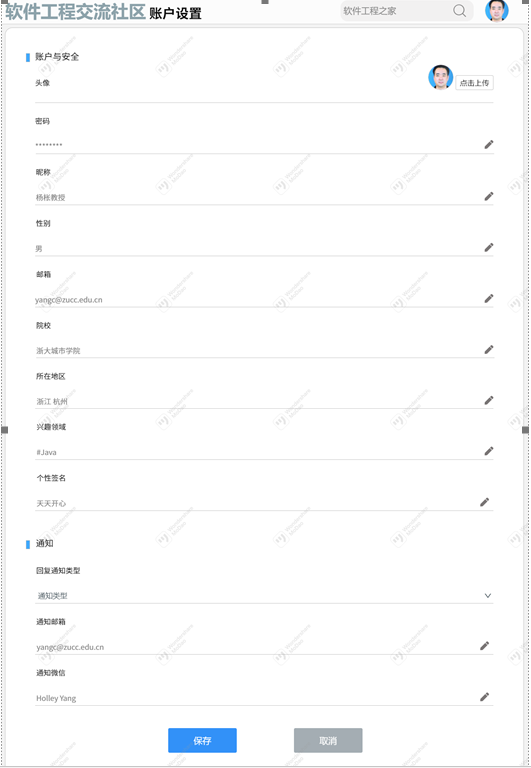 软件工程交流社区 账户设置
软件工程之家
账户与安全
头像
点击上传
密码
********
昵称
杨枨教授
性别
男
邮箱
yangc@zucc.edu.cn
院校
浙大城市学院
所在地区
浙江 杭州
兴趣领域
#Java
个性签名
天天开心
通知
回复通知类型
通知类型
通知邮箱
yangc@zucc.edu.cn
通知微信
Holley Yang
保存 取消